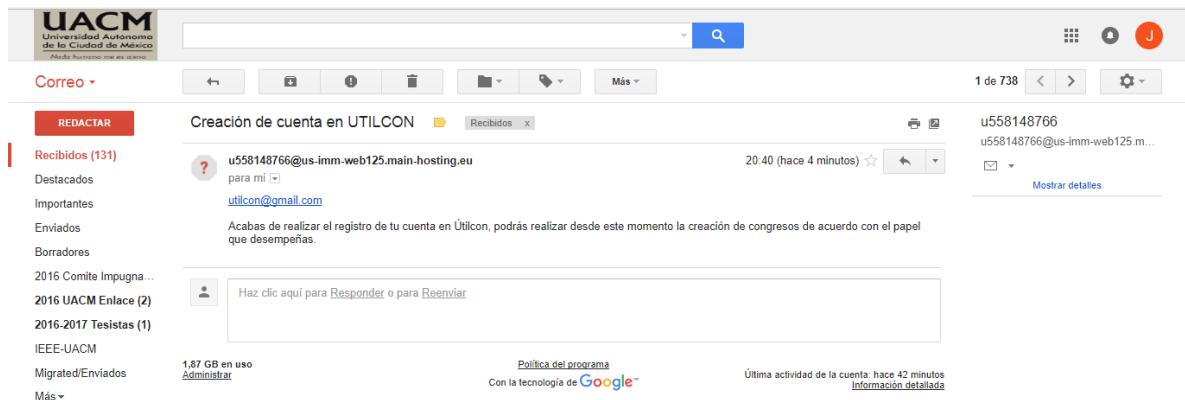 UACM
Universidad Autónoma
de la Ciudad de México
Nada humano me es ajeno
J
Correo
Más
1 de 738
REDACTAR
Creación de cuenta en UTILCON
Recibidos x
u558148766
u558148766@us-imm-web125.m...
Mostrar detalles
Recibidos (131)
Destacados
Importantes
Enviados
Borradores
2016 Comite Impugna...
2016 UACM Enlace (2)
2016-2017 Tesistas (1)
IEEE-UACM
Migrated/Enviados
Más
?
u558148766@us-imm-web125.main-hosting.eu
20:40 (hace 4 minutos)
para mí
utilcon@gmail.com
Acabas de realizar el registro de tu cuenta en Útilcon, podrás realizar desde este momento la creación de congresos de acuerdo con el papel
que desempeñas.
Haz clic aquí para Responder o para Reenviar
1,87 GB en uso
Administrar
Política del programa
Con la tecnología de Google™
Última actividad de la cuenta: hace 42 minutos
Información detallada